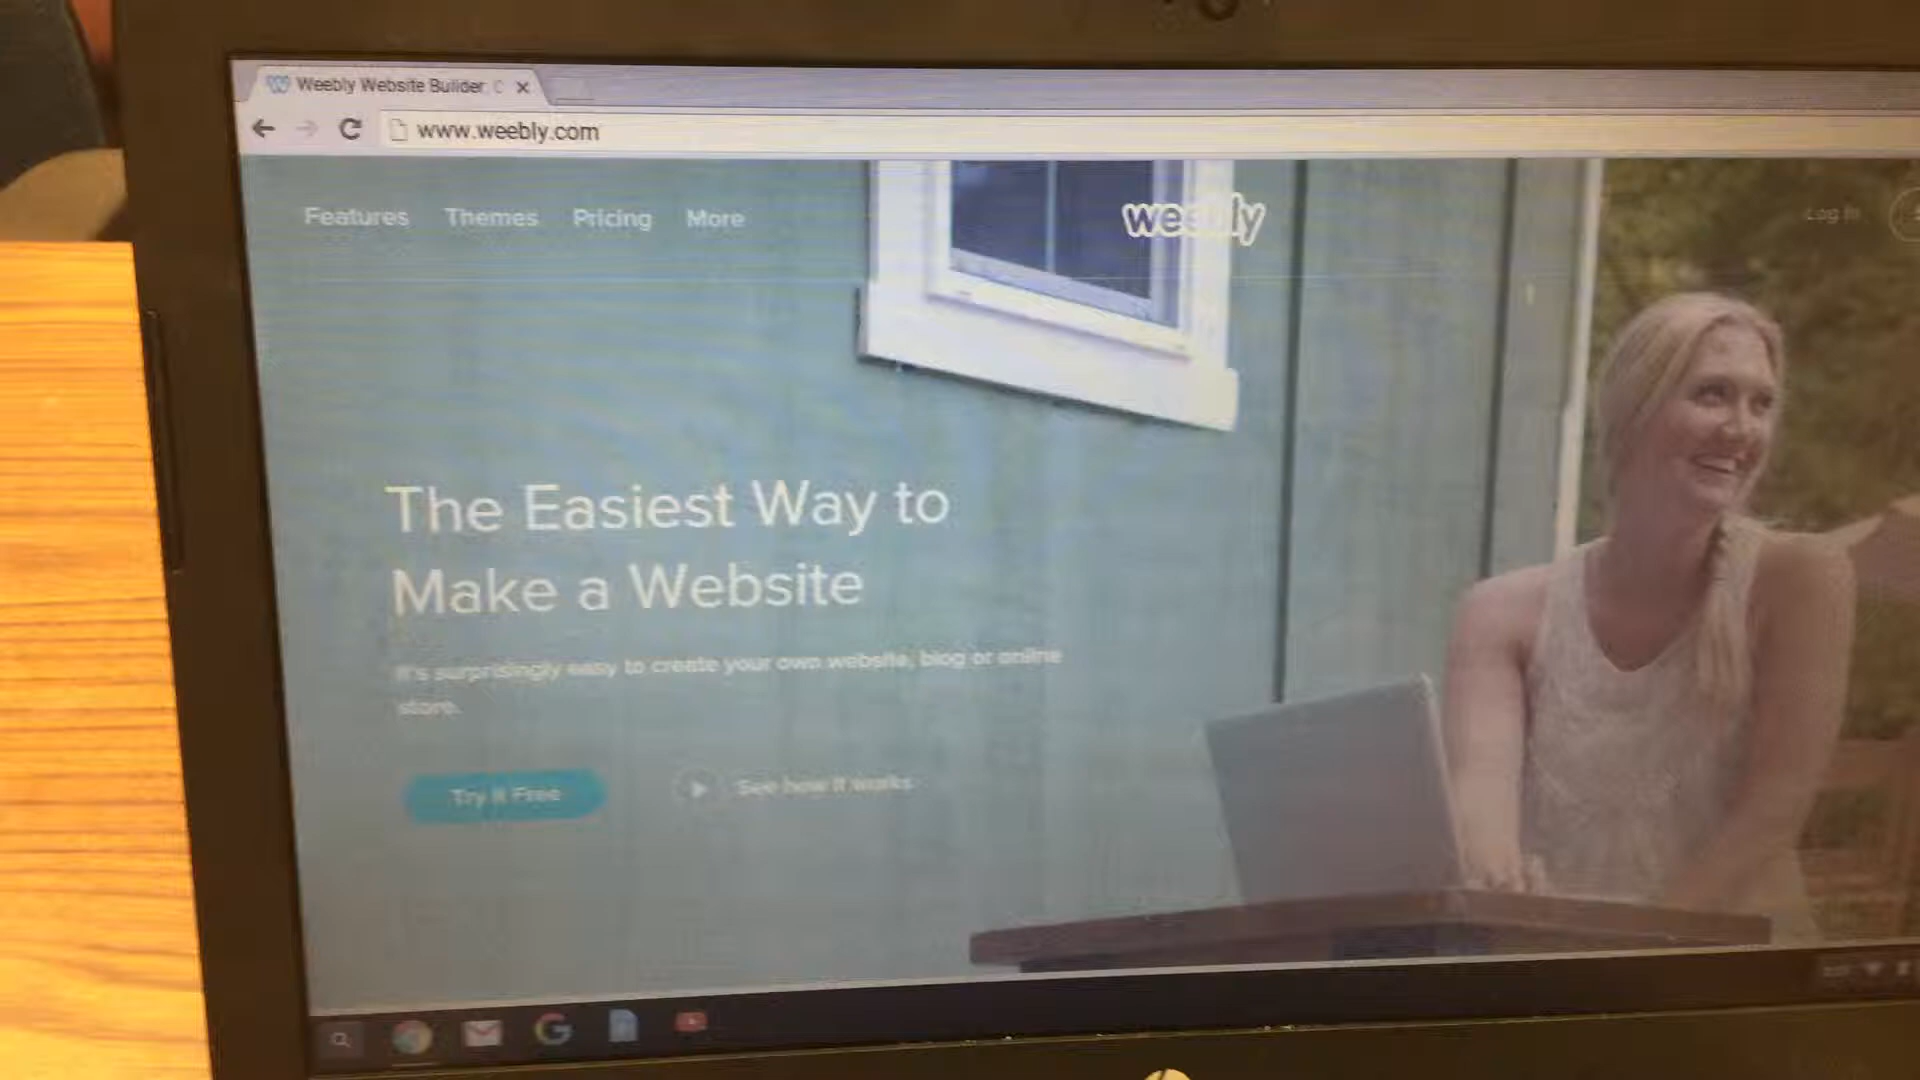 Weebly Website Builder: C
www.weebly.com
Features Themes Pricing More
weebly
Log In
The Easiest Way to
Make a Website
It's surprisingly easy to create your own website, blog or online
store.
Try It Free
See how it works